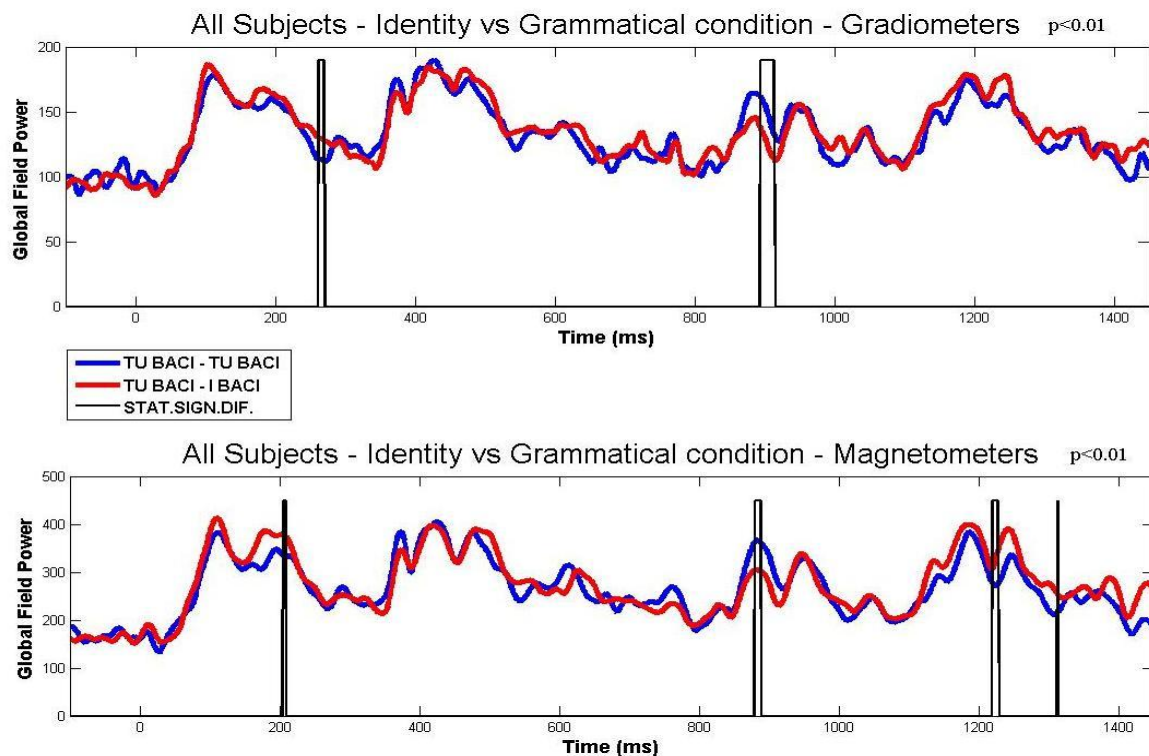 All Subjects - Identity vs Grammatical condition - Gradiometers p<0.01
200
150
100
50
0
Global Field Power
0 200 400 600 800 1000 1200 1400
Time (ms)
TU BACI - TU BACI
TU BACI - I BACI
STAT.SIGN.DIF.
All Subjects - Identity vs Grammatical condition - Magnetometers p<0.01
500
400
300
200
100
0
Global Field Power
0 200 400 600 800 1000 1200 1400
Time (ms)